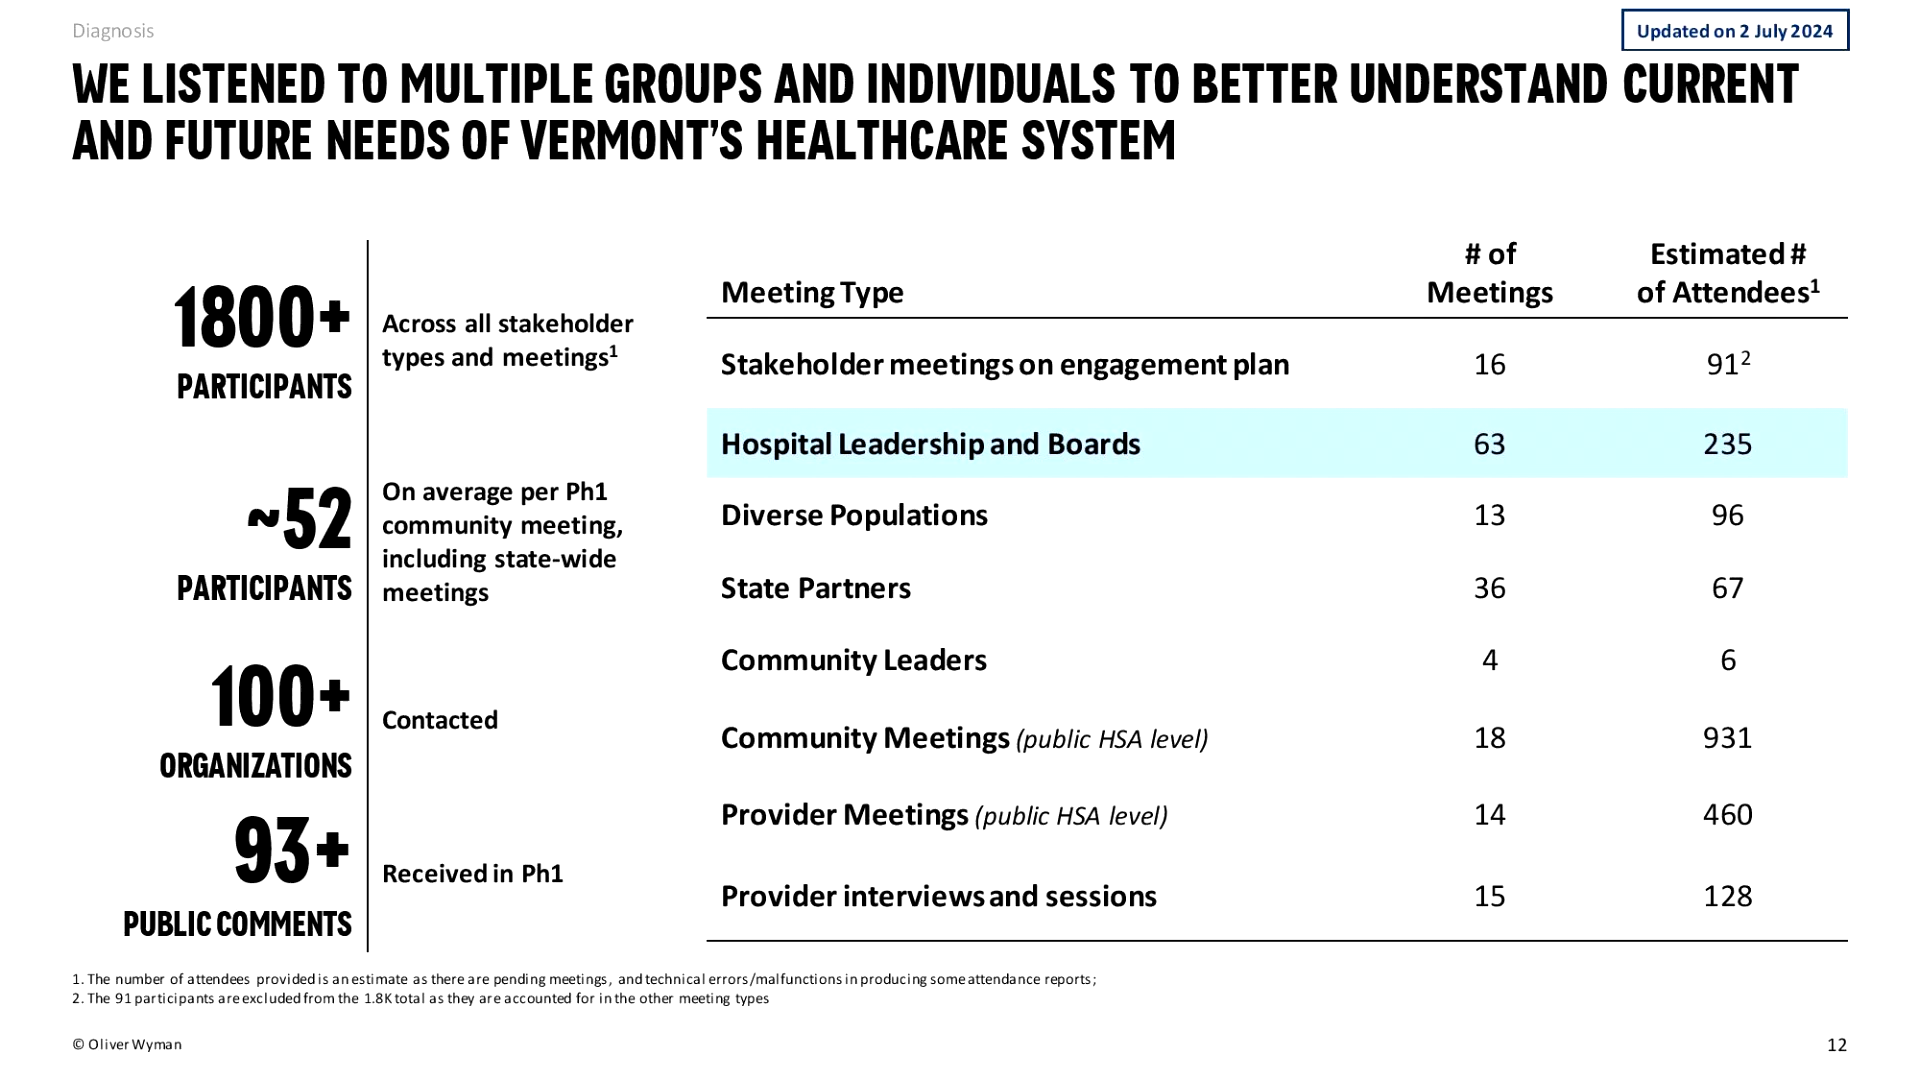 Diagnosis
Updated on 2 July 2024
WE LISTENED TO MULTIPLE GROUPS AND INDIVIDUALS TO BETTER UNDERSTAND CURRENT
AND FUTURE NEEDS OF VERMONT'S HEALTHCARE SYSTEM
1800+
PARTICIPANTS
Across all stakeholder
types and meetings¹
~52
PARTICIPANTS
On average per Ph1
community meeting,
including state-wide
meetings
100+
ORGANIZATIONS
Contacted
93+
PUBLIC COMMENTS
Received in Ph1
Meeting Type
# of
Meetings
Estimated #
of Attendees¹
Stakeholder meetings on engagement plan 16 91²
Hospital Leadership and Boards 63 235
Diverse Populations 13 96
State Partners 36 67
Community Leaders 4 6
Community Meetings (public HSA level) 18 931
Provider Meetings (public HSA level) 14 460
Provider interviews and sessions 15 128
1. The number of attendees provided is an estimate as there are pending meetings, and technical errors/malfunctions in producing some attendance reports;
2. The 91 participants are excluded from the 1.8K total as they are accounted for in the other meeting types
© Oliver Wyman
12